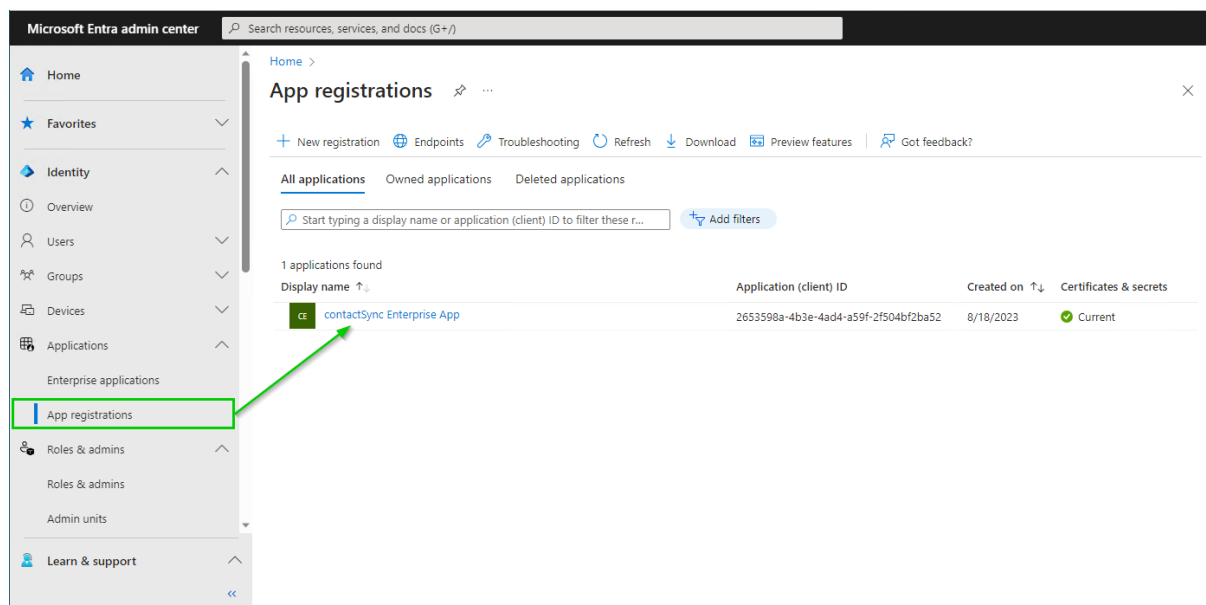 Microsoft Entra admin center
Search resources, services, and docs (G+/)
Home
Favorites
Identity
Overview
Users
Groups
Devices
Applications
Enterprise applications
App registrations
Roles & admins
Roles & admins
Admin units
Learn & support
«
Home >
App registrations ...
New registration Endpoints Troubleshooting Refresh Download Preview features Got feedback?
All applications Owned applications Deleted applications
Start typing a display name or application (client) ID to filter these r... Add filters
1 applications found
Display name ↑↓ Application (client) ID Created on ↑↓ Certificates & secrets
CE contactSync Enterprise App 2653598a-4b3e-4ad4-a59f-2f504bf2ba52 8/18/2023 Current